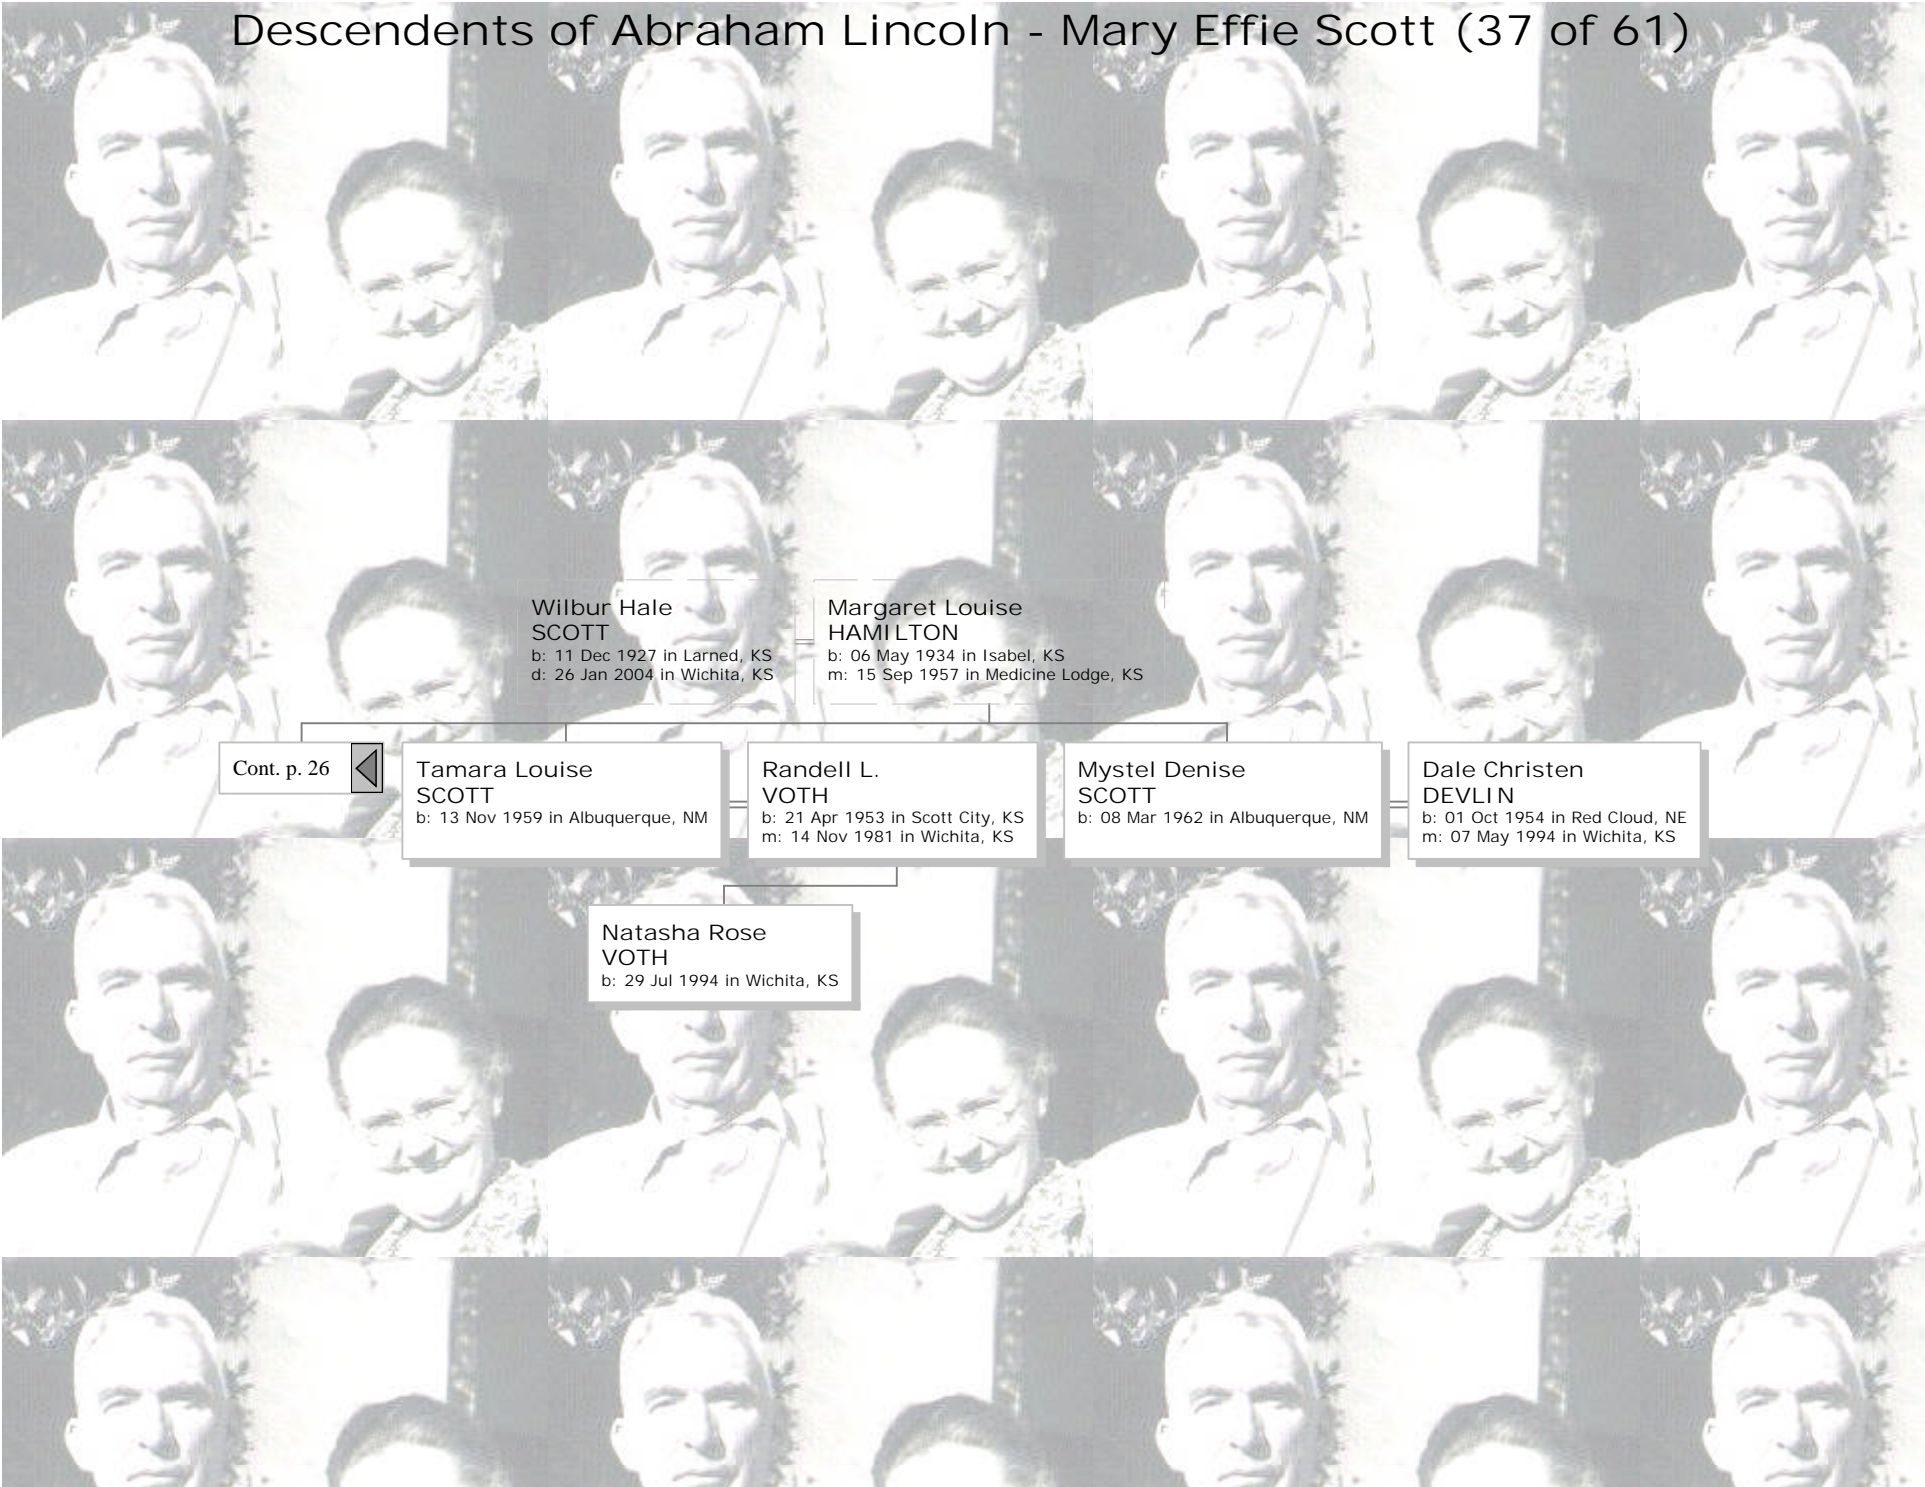 Descendents of Abraham Lincoln - Mary Effie Scott (37 of 61)
Wilbur Hale
SCOTT
b: 11 Dec 1927 in Larned, KS
d: 26 Jan 2004 in Wichita, KS
Margaret Louise
HAMILTON
b: 06 May 1934 in Isabel, KS
m: 15 Sep 1957 in Medicine Lodge, KS
Cont. p. 26
Tamara Louise
SCOTT
b: 13 Nov 1959 in Albuquerque, NM
Randell L.
VOTH
b: 21 Apr 1953 in Scott City, KS
m: 14 Nov 1981 in Wichita, KS
Mystel Denise
SCOTT
b: 08 Mar 1962 in Albuquerque, NM
Dale Christen
DEVLIN
b: 01 Oct 1954 in Red Cloud, NE
m: 07 May 1994 in Wichita, KS
Natasha Rose
VOTH
b: 29 Jul 1994 in Wichita, KS